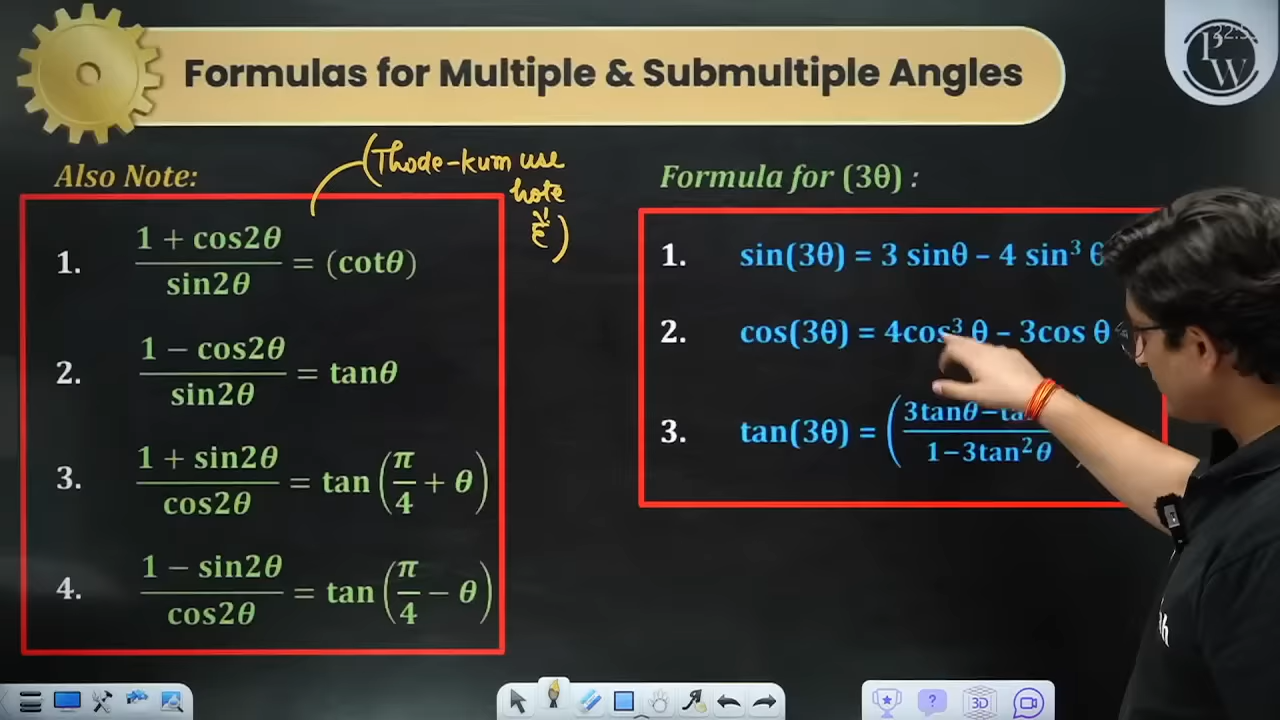 Formulas for Multiple & Submultiple Angles
PW
Also Note:
(Thode-kum use
hote
हैं)
1. (1 + cos2θ)/(sin2θ) = (cotθ)
2. (1 − cos2θ)/(sin2θ) = tanθ
3. (1 + sin2θ)/(cos2θ) = tan(π/4 + θ)
4. (1 − sin2θ)/(cos2θ) = tan(π/4 − θ)
Formula for (3θ) :
1. sin(3θ) = 3 sinθ – 4 sin³ θ
2. cos(3θ) = 4cos³ θ – 3cos θ
3. tan(3θ) = (3tanθ−ta / 1−3tan²θ
?
3D